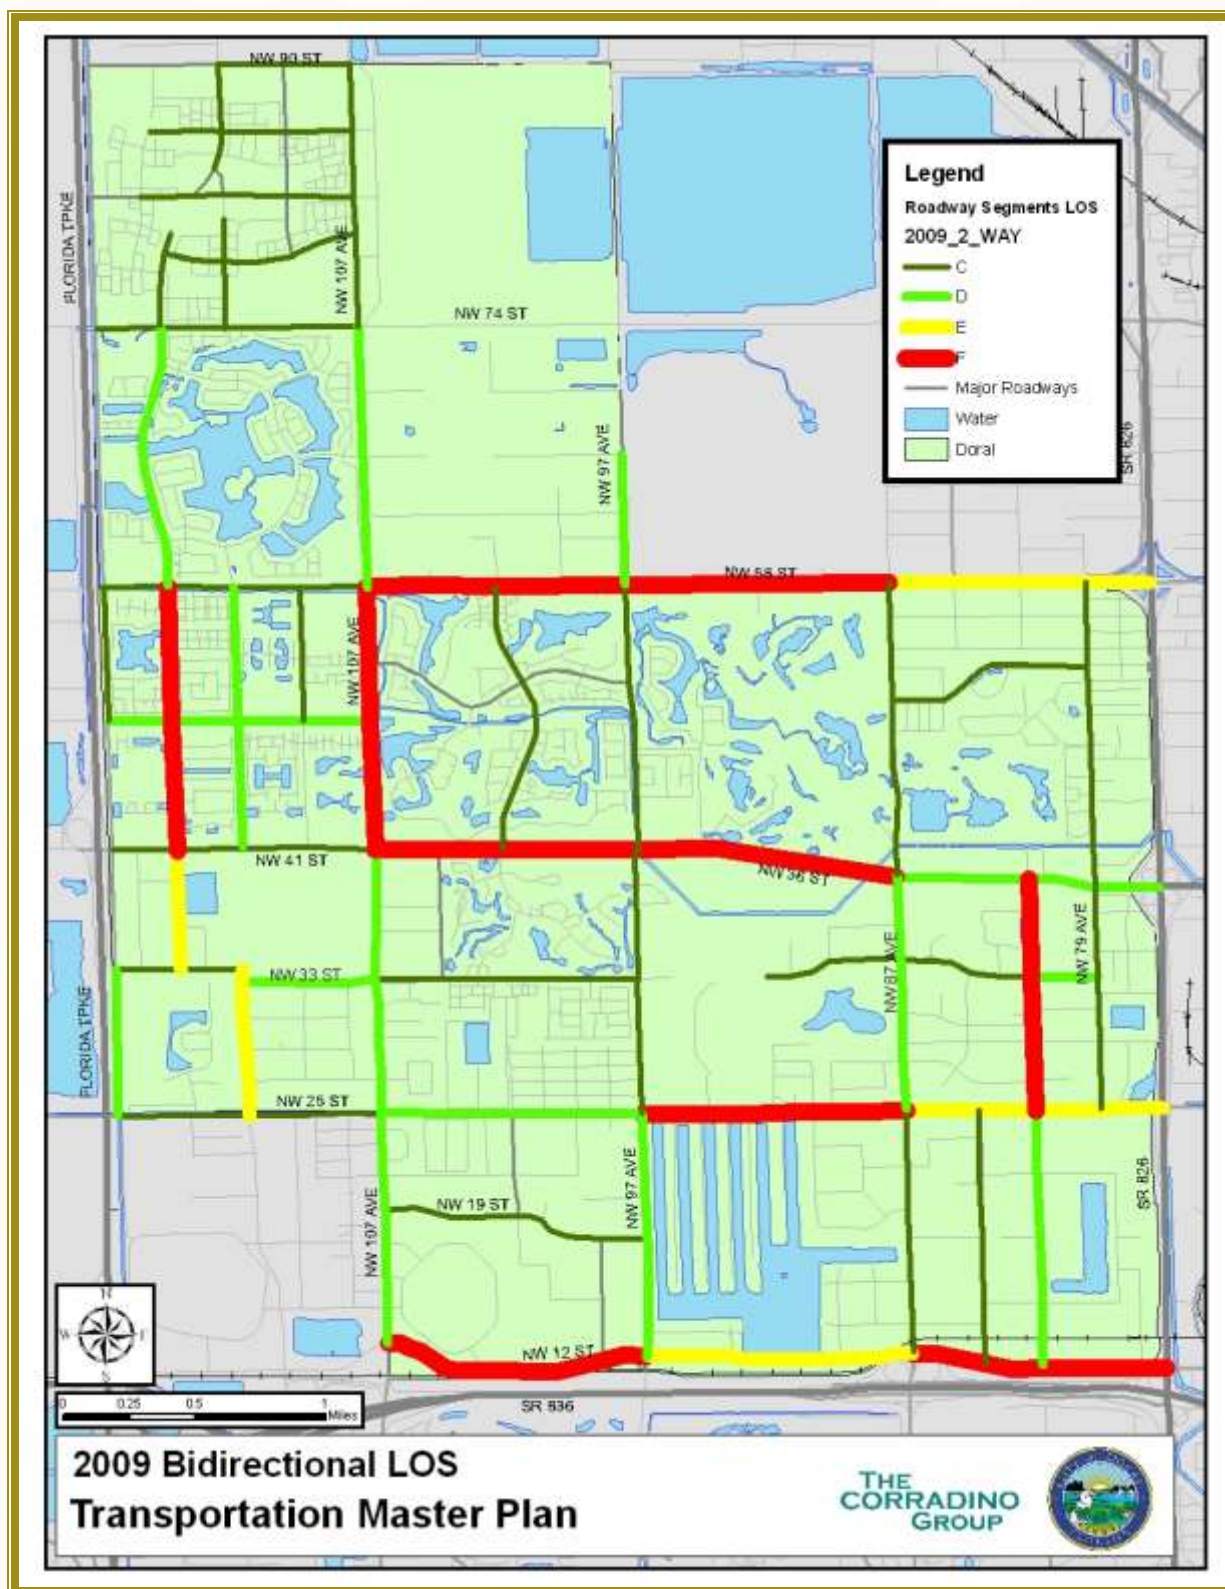 NW 90 ST
FLORIDA TPKE
NW 107 AVE
NW 74 ST
Legend
Roadway Segments LOS
2009_2_WAY
C
D
E
F
Major Roadways
Water
Doral
SR 826
NW 97 AVE
NW 58 ST
NW 107 AVE
NW 41 ST
NW 36 ST
NW 79 AVE
NW 87 AVE
NW 33 ST
FLORIDA TPKE
NW 25 ST
NW 97 AVE
SR 826
NW 19 ST
NW 107 AVE
N
W
E
S
NW 12 ST
0 0.25 0.5 1
Miles
SR 836
2009 Bidirectional LOS
Transportation Master Plan
THE
CORRADINO
GROUP